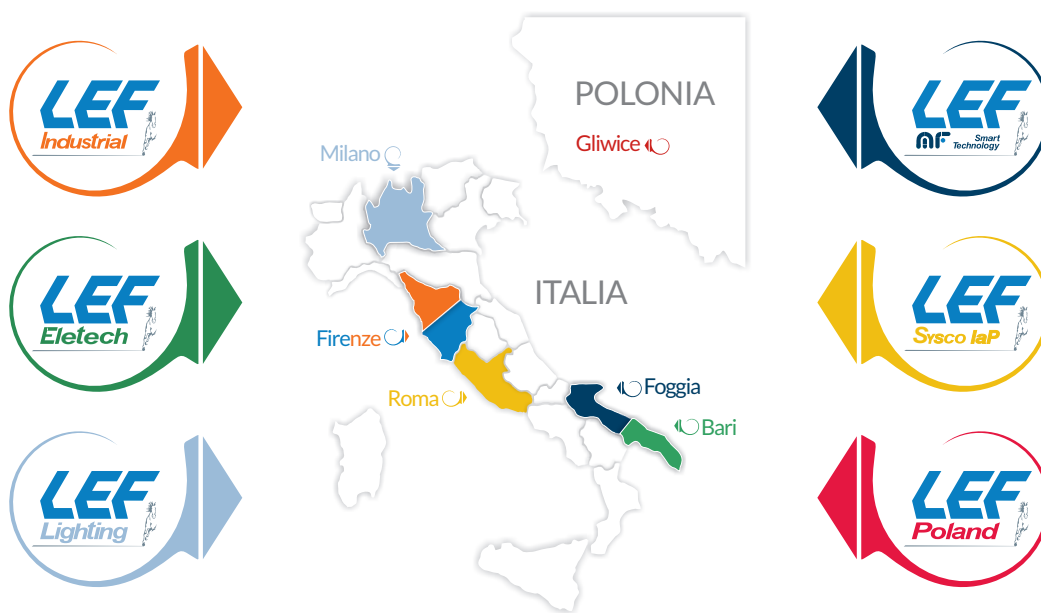 LEF
Industrial
LEF
Eletech
LEF
Lighting
POLONIA
Gliwice
Milano
ITALIA
Firenze
Roma
Foggia
Bari
LEF
AF Smart
Technology
LEF
Sysco IaP
LEF
Poland